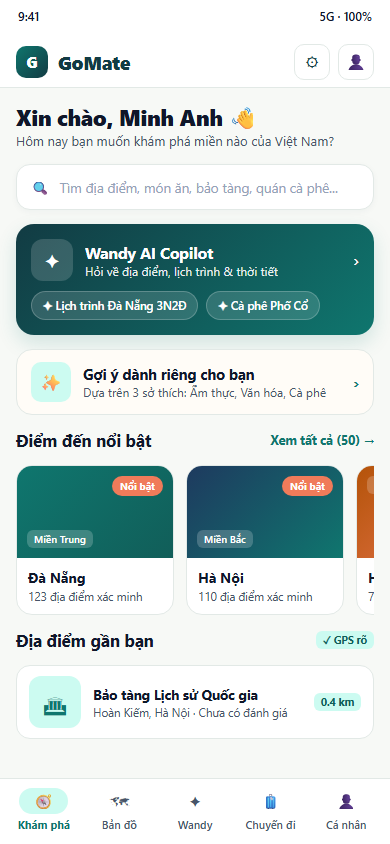 9:41
5G · 100%
G GoMate
Xin chào, Minh Anh 👋
Hôm nay bạn muốn khám phá miền nào của Việt Nam?
Tìm địa điểm, món ăn, bảo tàng, quán cà phê...
Wandy AI Copilot
Hỏi về địa điểm, lịch trình & thời tiết
✦ Lịch trình Đà Nẵng 3N2Đ
✦ Cà phê Phố Cổ
Gợi ý dành riêng cho bạn
Dựa trên 3 sở thích: Ẩm thực, Văn hóa, Cà phê
Điểm đến nổi bật
Xem tất cả (50) →
Nổi bật
Miền Trung
Đà Nẵng
123 địa điểm xác minh
Nổi bật
Miền Bắc
Hà Nội
110 địa điểm xác minh
Địa điểm gần bạn
✓ GPS rõ
Bảo tàng Lịch sử Quốc gia
Hoàn Kiếm, Hà Nội · Chưa có đánh giá
0.4 km
Khám phá
Bản đồ
Wandy
Chuyến đi
Cá nhân